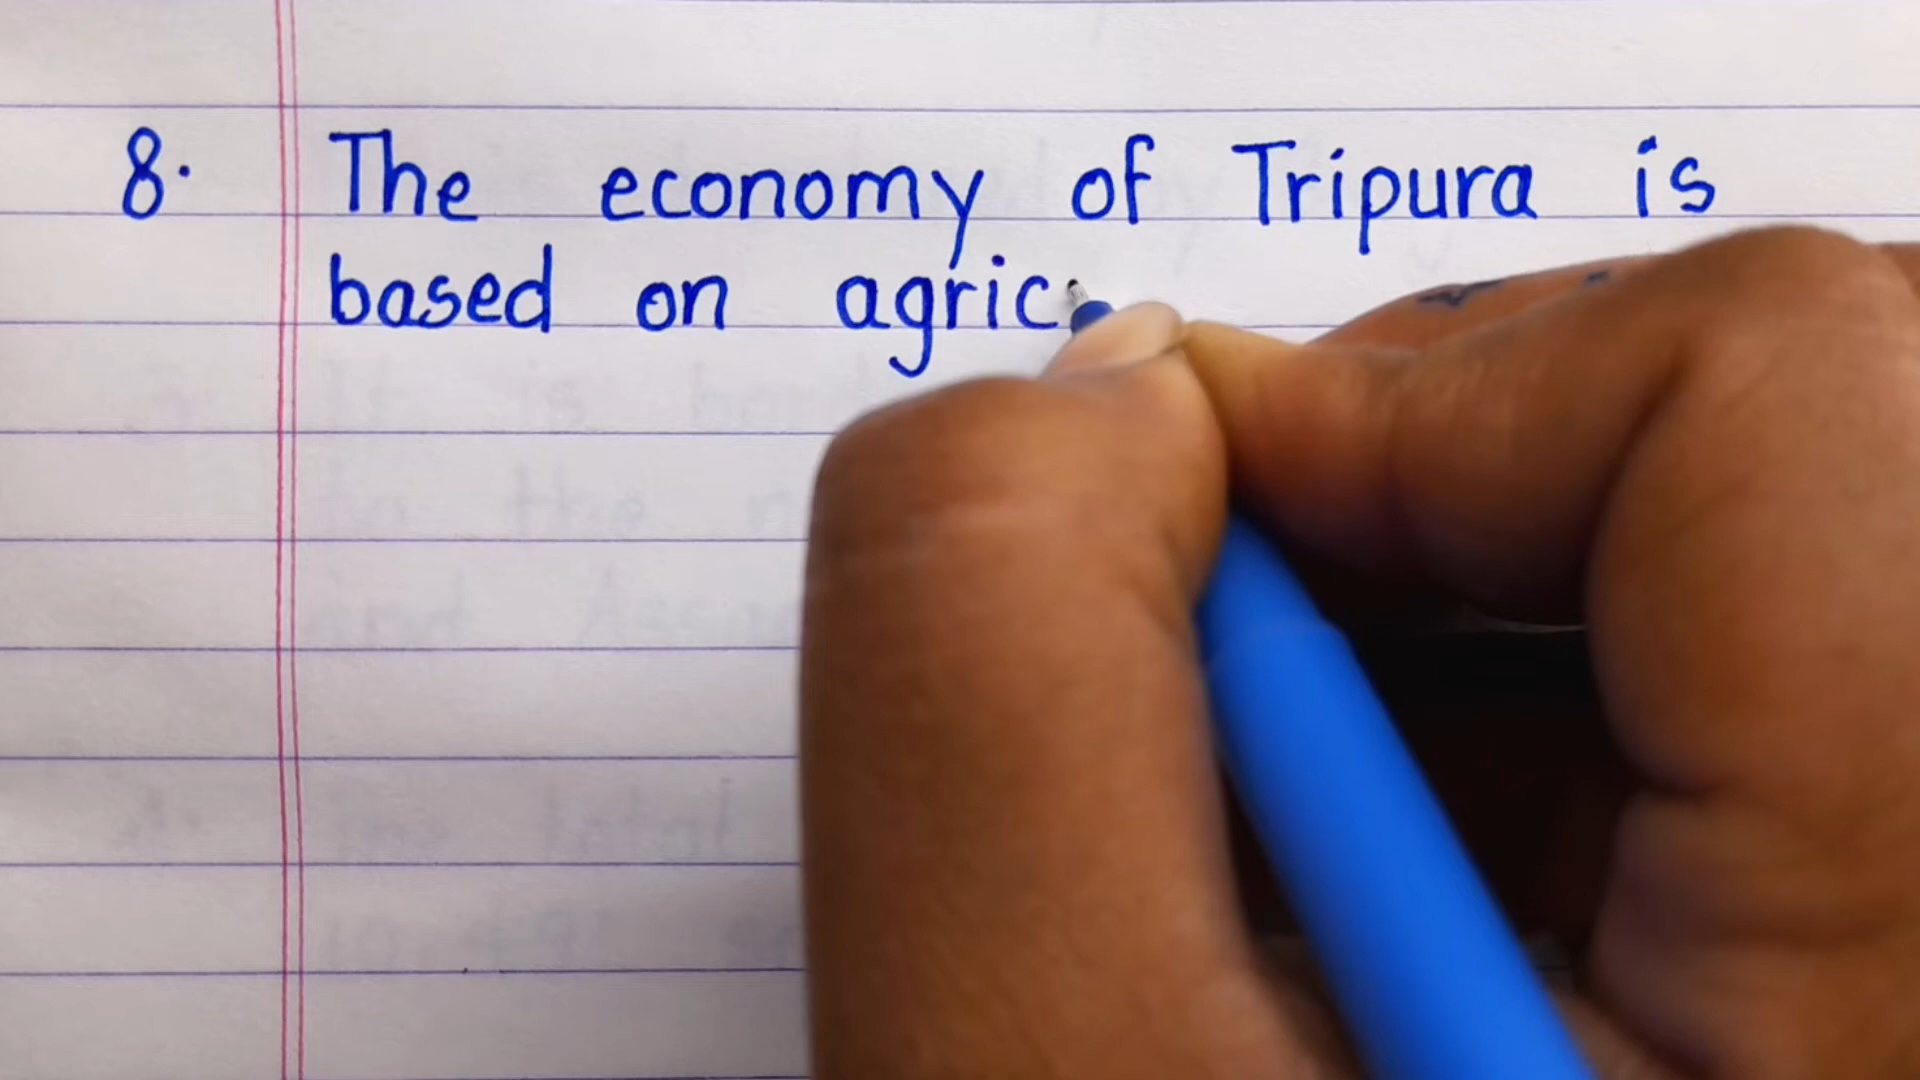 8. The economy of Tripura is
based on agric